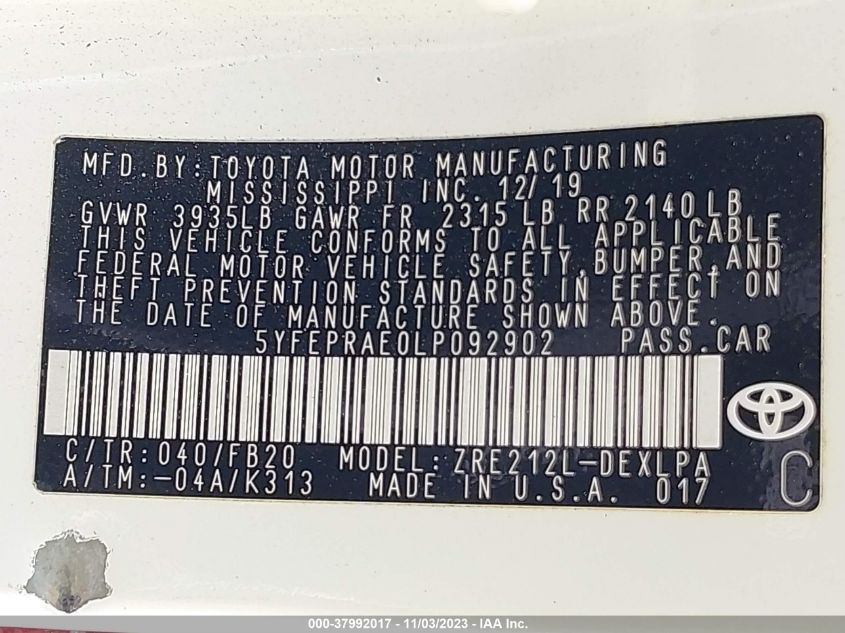 MFD.BY:TOYOTA MOTOR MANUFACTURING
MISSISSIPPI INC. 12/19
GVWR 3935LB GAWR FR 2315LB RR 2140LB
THIS VEHICLE CONFORMS TO ALL APPLICABLE
FEDERAL MOTOR VEHICLE SAFETY,BUMPER,AND
THEFT PREVENTION STANDARDS IN EFFECT ON
THE DATE OF MANUFACTURE SHOWN ABOVE.
5YFEPRAE0LP092902 PASS.CAR
C/TR:040/FB20 MODEL:ZRE212L-DEXLPA
A/TM:-04A/K313 MADE IN U.S.A. 017
C
000-37992017 - 11/03/2023 - IAA Inc.